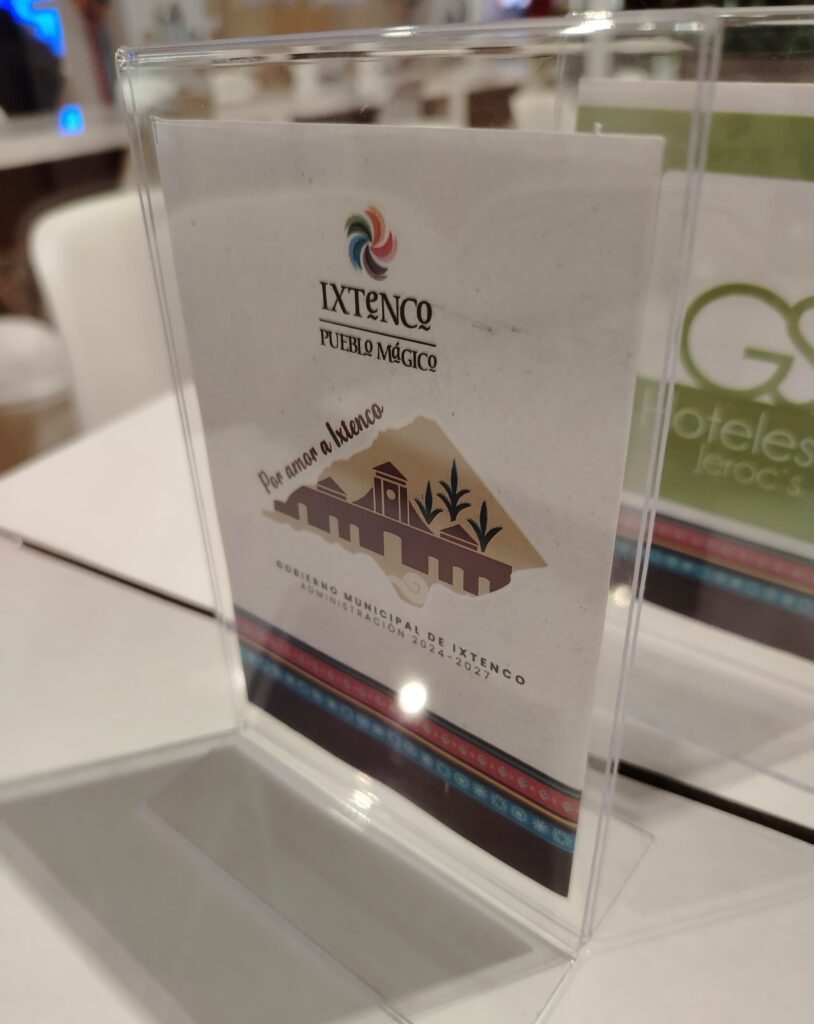 IXTENCO
PUEBLO MÁGICO
Por amor a Ixtenco
GOBIERNO MUNICIPAL DE IXTENCO
ADMINISTRACIÓN 2024-2027
GS
Hoteles
jeroc's